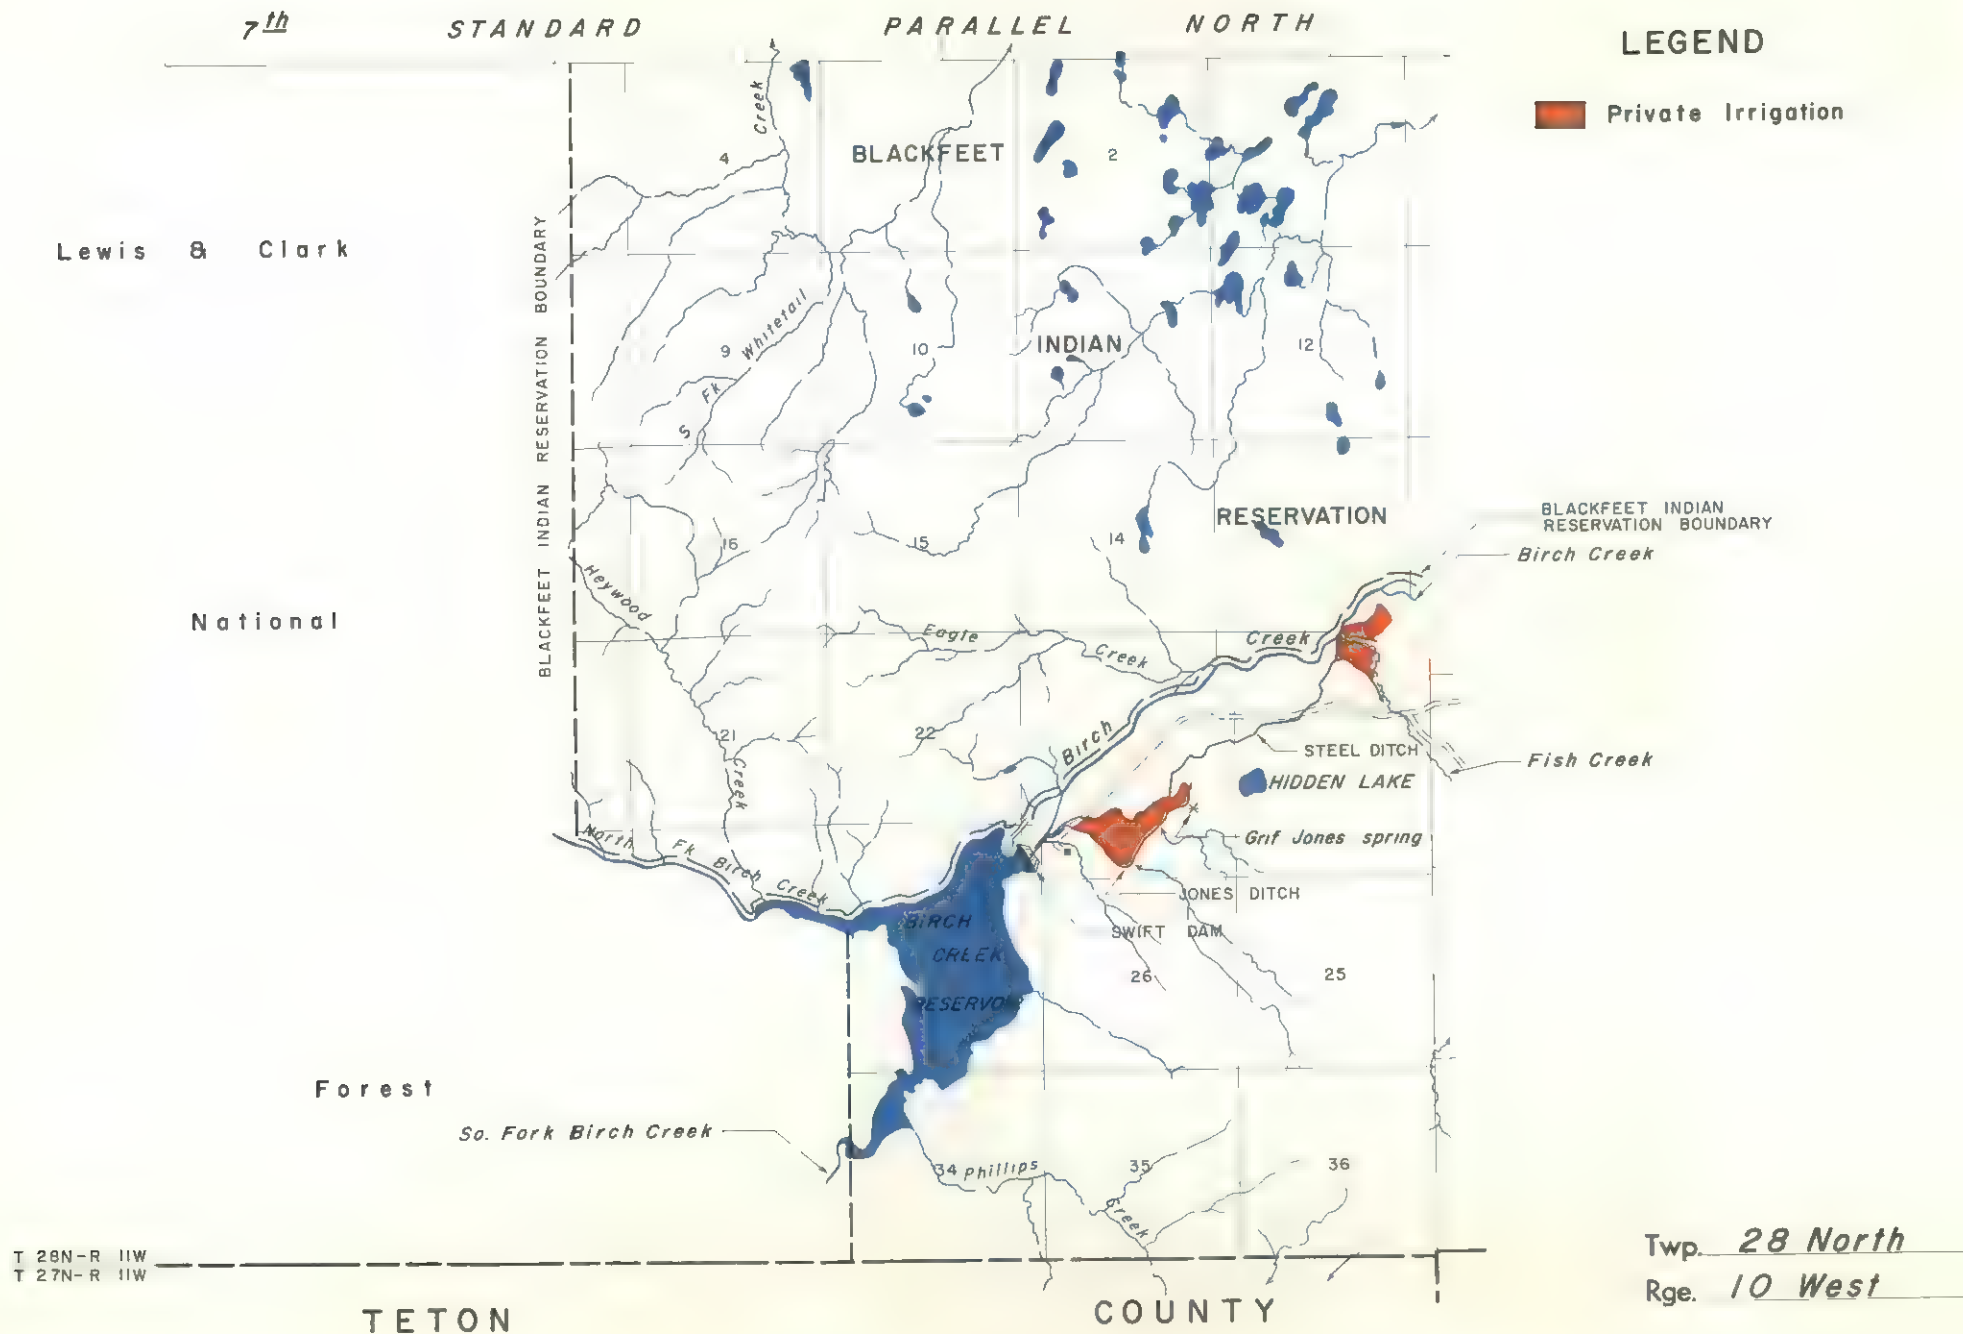 7th STANDARD PARALLEL NORTH
LEGEND
Private Irrigation
Creek
BLACKFEET
4
2
Lewis & Clark
BLACKFEET INDIAN RESERVATION BOUNDARY
S Fk Whitetail
9
10
INDIAN
12
RESERVATION
BLACKFEET INDIAN
RESERVATION BOUNDARY
Birch Creek
16
15
14
Heywood
Creek
National
Eagle Creek
Birch Creek
21
22
STEEL DITCH
Fish Creek
HIDDEN LAKE
North Fk Birch Creek
Grif Jones spring
JONES DITCH
BIRCH
CREEK
RESERVOIR
SWIFT DAM
26
25
Forest
So. Fork Birch Creek
34
Phillips
Creek
35
36
T 28N-R 11W
T 27N-R 11W
TETON COUNTY
Twp. 28 North
Rge. 10 West